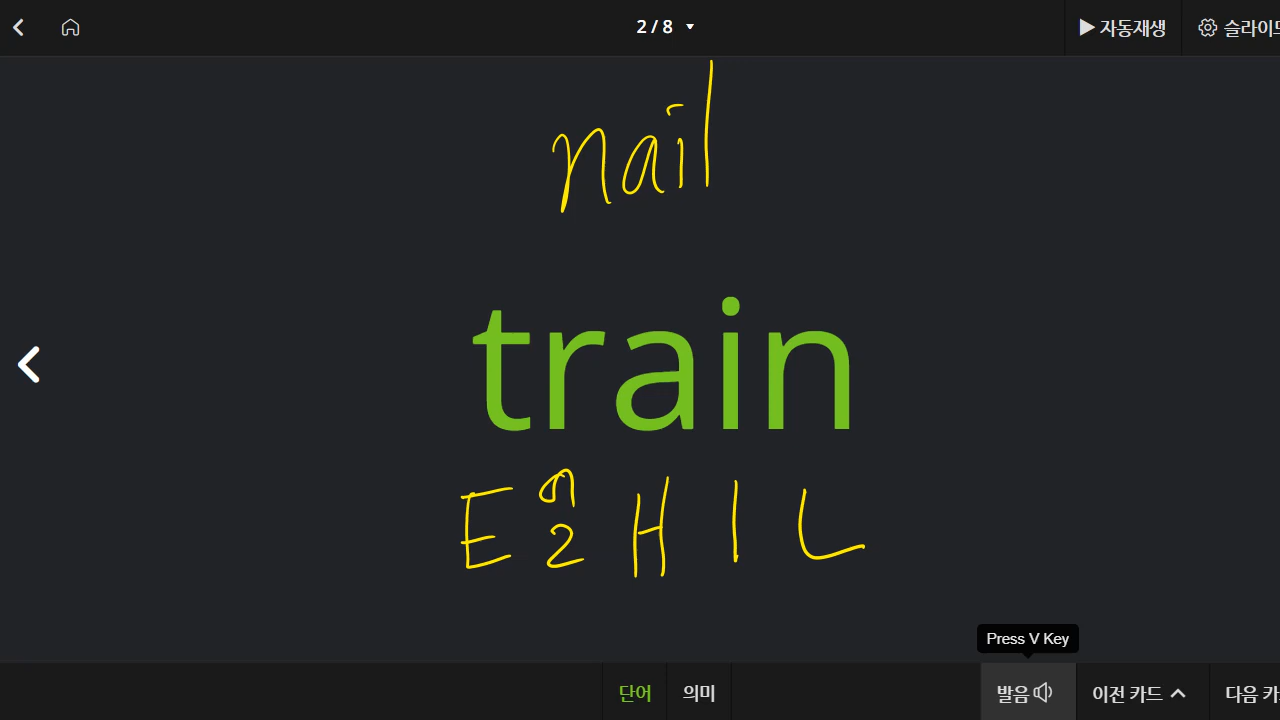 2 / 8
자동재생
슬라이드
nail
train
ㅌ ㄹ ㅐ ㅣ ㄴ
Press V Key
단어
의미
발음
이전 카드
다음 카